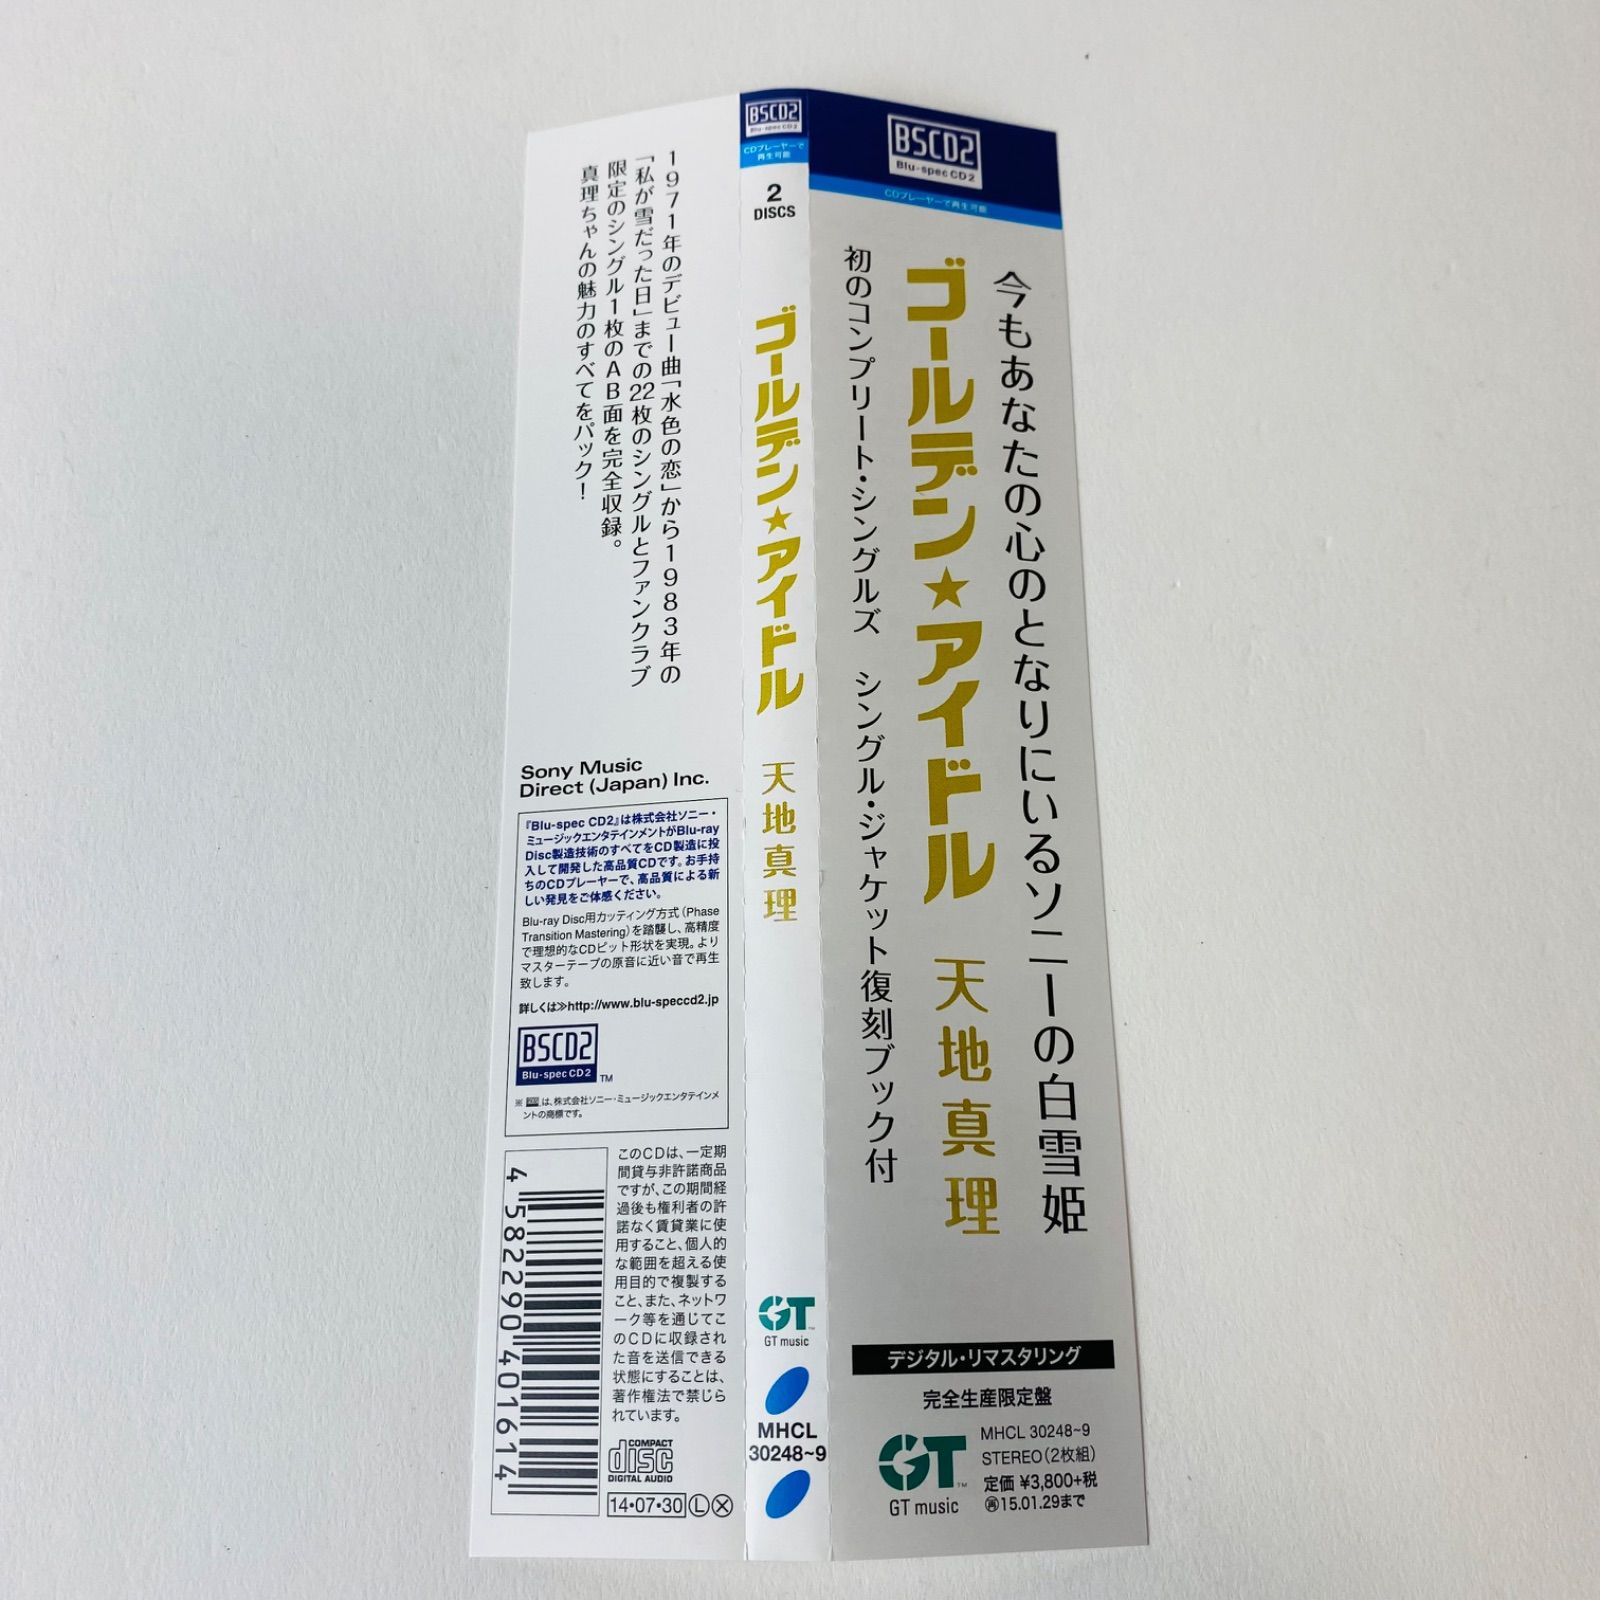 BSCD2
Blu-spec CD2
CDプレーヤーで再生可能
今もあなたの心のとなりにいるソニーの白雪姫
ゴールデン★アイドル 天地真理
初のコンプリート・シングルズ シングル・ジャケット復刻ブック付
デジタル・リマスタリング
完全生産限定盤
GT™
GT music
MHCL 30248~9
STEREO(2枚組)
定価 ¥3,800+税
㊢15.01.29まで
BSCD2
Blu-spec CD2
CDプレーヤーで
再生可能
2
DISCS
ゴールデン★アイドル 天地真理
GT™
GT music
MHCL
30248~9
1971年のデビュー曲「水色の恋」から1983年の
「私が雪だった日」までの22枚のシングルとファンクラブ
限定のシングル1枚のAB面を完全収録。
真理ちゃんの魅力のすべてをパック!
Sony Music
Direct (Japan) Inc.
『Blu-spec CD2』は株式会社ソニー・
ミュージックエンタテインメントがBlu-ray
Disc製造技術のすべてをCD製造に投
入して開発した高品質CDです。お手持
ちのCDプレーヤーで、高品質による新
しい発見をご体感ください。
Blu-ray Disc用カッティング方式(Phase
Transition Mastering)を踏襲し、高精度
で理想的なCDピット形状を実現。より
マスターテープの原音に近い音で再生
致します。
詳しくは≫http://www.blu-speccd2.jp
BSCD2
Blu-spec CD2 ™
※ は、株式会社ソニー・ミュージックエンタテインメ
ントの商標です。
4582290401614
このCDは、一定期
間貸与非許諾商品
ですが、この期間経
過後も権利者の許
諾なく賃貸業に使
用すること、個人的
な範囲を超える使
用目的で複製する
こと、また、ネットワ
ーク等を通じてこ
のCDに収録され
た音を送信できる
状態にすることは、
著作権法で禁じら
れています。
COMPACT
disc
DIGITAL AUDIO
14・07・30 Ⓛ ⓧ